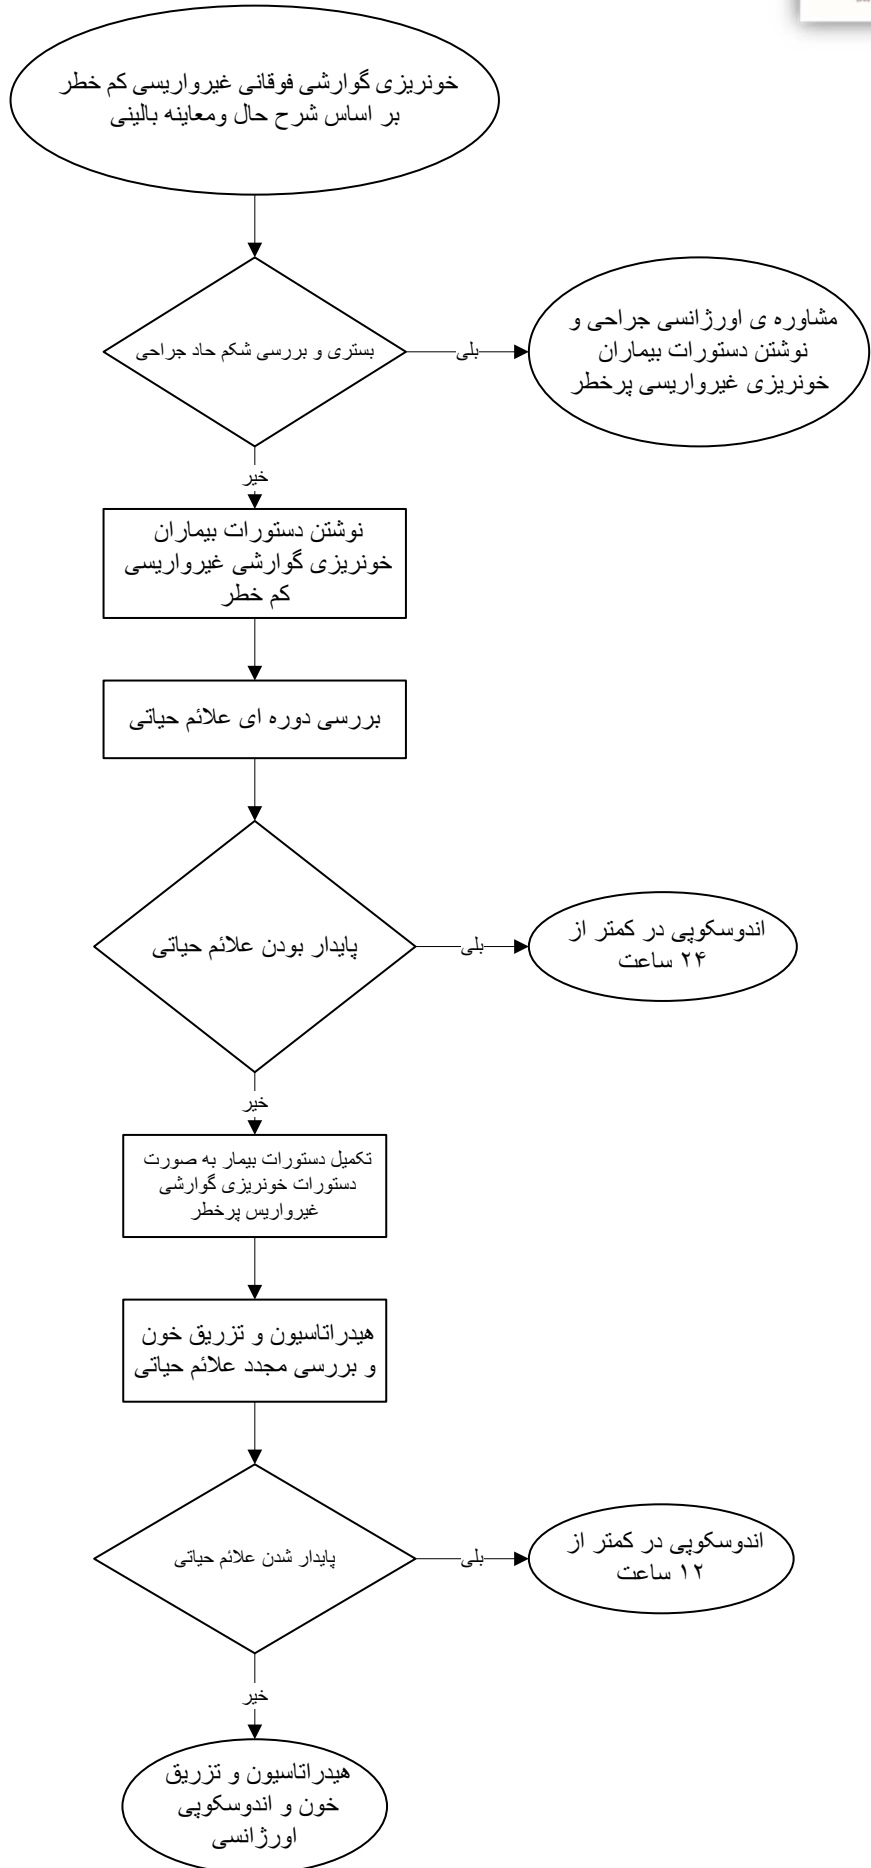 خونریزی گوارشی فوقانی غیرواریسی کم خطر
بر اساس شرح حال ومعاینه بالینی
بستری و بررسی شکم حاد جراحی
بلی
مشاوره ی اورژانسی جراحی و
نوشتن دستورات بیماران
خونریزی غیرواریسی پرخطر
خیر
نوشتن دستورات بیماران
خونریزی گوارشی غیرواریسی
کم خطر
بررسی دوره ای علائم حیاتی
پایدار بودن علائم حیاتی
بلی
اندوسکوپی در کمتر از
۲۴ ساعت
خیر
تکمیل دستورات بیمار به صورت
دستورات خونریزی گوارشی
غیرواریس پرخطر
هیدراتاسیون و تزریق خون
و بررسی مجدد علائم حیاتی
پایدار شدن علائم حیاتی
بلی
اندوسکوپی در کمتر از
۱۲ ساعت
خیر
هیدراتاسیون و تزریق
خون و اندوسکوپی
اورژانسی